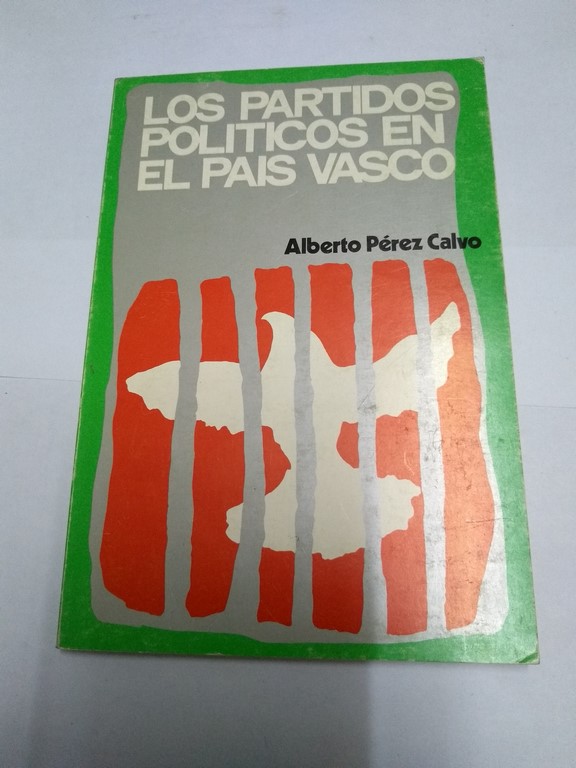 LOS PARTIDOS
POLITICOS EN
EL PAIS VASCO
Alberto Pérez Calvo